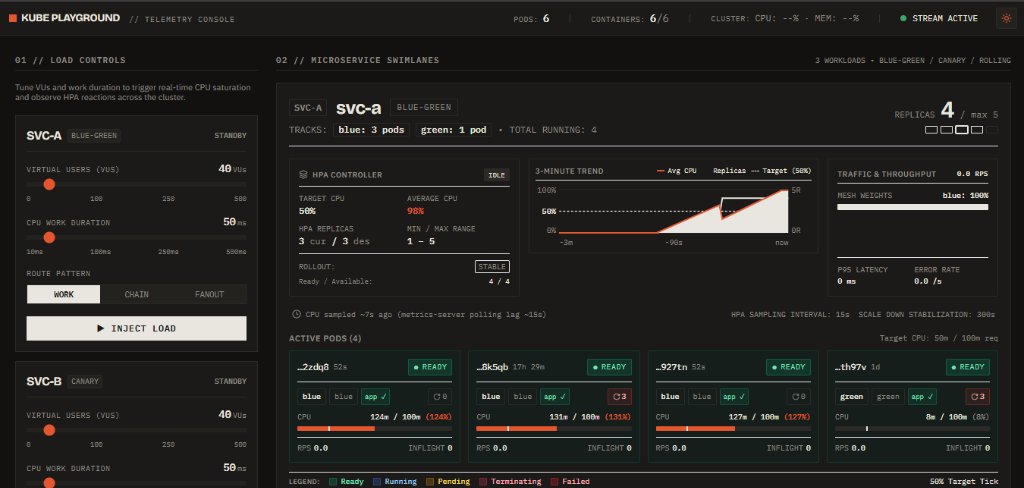 KUBE PLAYGROUND // TELEMETRY CONSOLE
PODS: 6
CONTAINERS: 6/6
CLUSTER: CPU: --% · MEM: --%
STREAM ACTIVE
01 // LOAD CONTROLS
Tune VUs and work duration to trigger real-time CPU saturation
and observe HPA reactions across the cluster.
SVC-A BLUE-GREEN STANDBY
VIRTUAL USERS (VUS) 40 VUs
0 100 250 500
CPU WORK DURATION 50 ms
10ms 100ms 250ms 500ms
ROUTE PATTERN
WORK CHAIN FANOUT
▶ INJECT LOAD
SVC-B CANARY STANDBY
VIRTUAL USERS (VUS) 40 VUs
0 100 250 500
CPU WORK DURATION 50 ms
02 // MICROSERVICE SWIMLANES
3 WORKLOADS · BLUE-GREEN / CANARY / ROLLING
SVC-A svc-a BLUE-GREEN
REPLICAS 4 / max 5
TRACKS: blue: 3 pods green: 1 pod • TOTAL RUNNING: 4
HPA CONTROLLER IDLE
TARGET CPU AVERAGE CPU
50% 98%
HPA REPLICAS MIN / MAX RANGE
3 cur / 3 des 1 – 5
ROLLOUT: STABLE
Ready / Available: 4 / 4
3-MINUTE TREND Avg CPU Replicas Target (50%)
100% 5R
50%
0% 0R
-3m -90s now
TRAFFIC & THROUGHPUT 0.0 RPS
MESH WEIGHTS blue: 100%
P95 LATENCY ERROR RATE
0 ms 0.0 /s
CPU sampled ~7s ago (metrics-server polling lag ~15s)
HPA SAMPLING INTERVAL: 15s SCALE DOWN STABILIZATION: 300s
ACTIVE PODS (4)
Target CPU: 50m / 100m req
…2zdq8 52s READY
blue blue app ✓ 0
CPU 124m / 100m (124%)
RPS 0.0 INFLIGHT 0
…8k5qb 17h 29m READY
blue blue app ✓ 3
CPU 131m / 100m (131%)
RPS 0.0 INFLIGHT 0
…927tn 52s READY
blue blue app ✓ 0
CPU 127m / 100m (127%)
RPS 0.0 INFLIGHT 0
…th97v 1d READY
green green app ✓ 3
CPU 8m / 100m (8%)
RPS 0.0 INFLIGHT 0
LEGEND: Ready Running Pending Terminating Failed
50% Target Tick